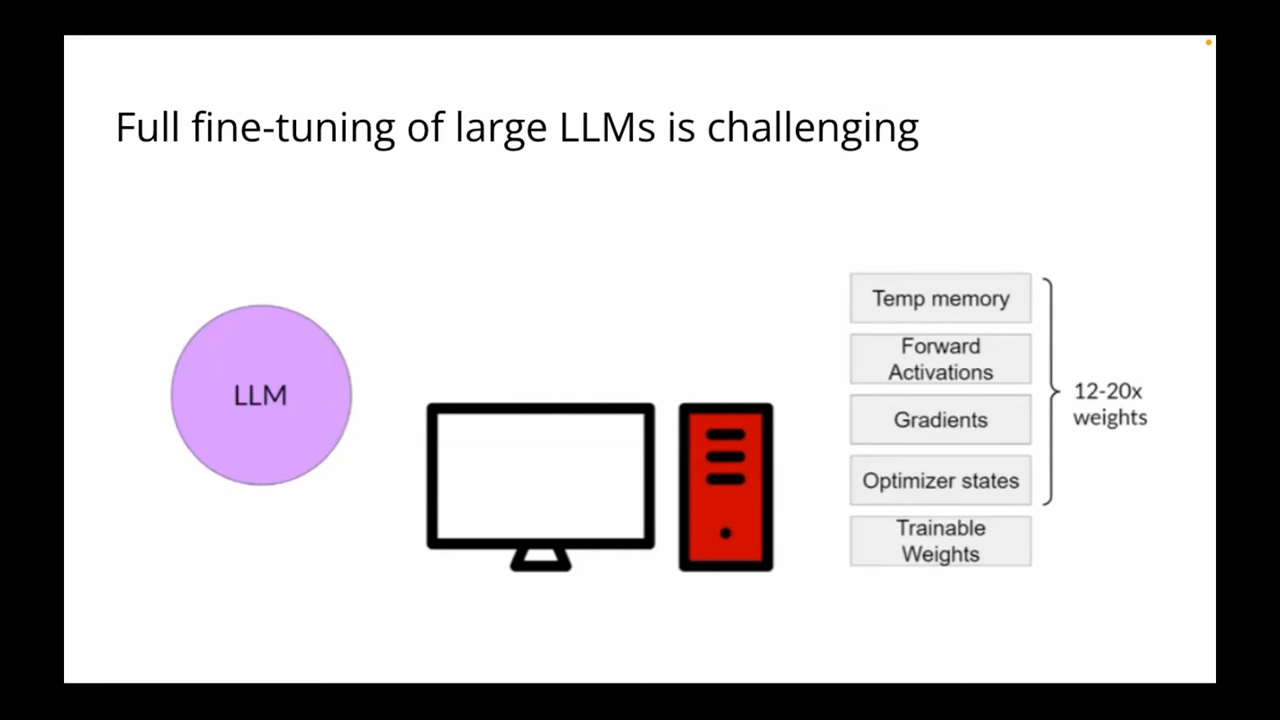 Full fine-tuning of large LLMs is challenging
LLM
Temp memory
Forward
Activations
Gradients
Optimizer states
Trainable
Weights
12-20x
weights